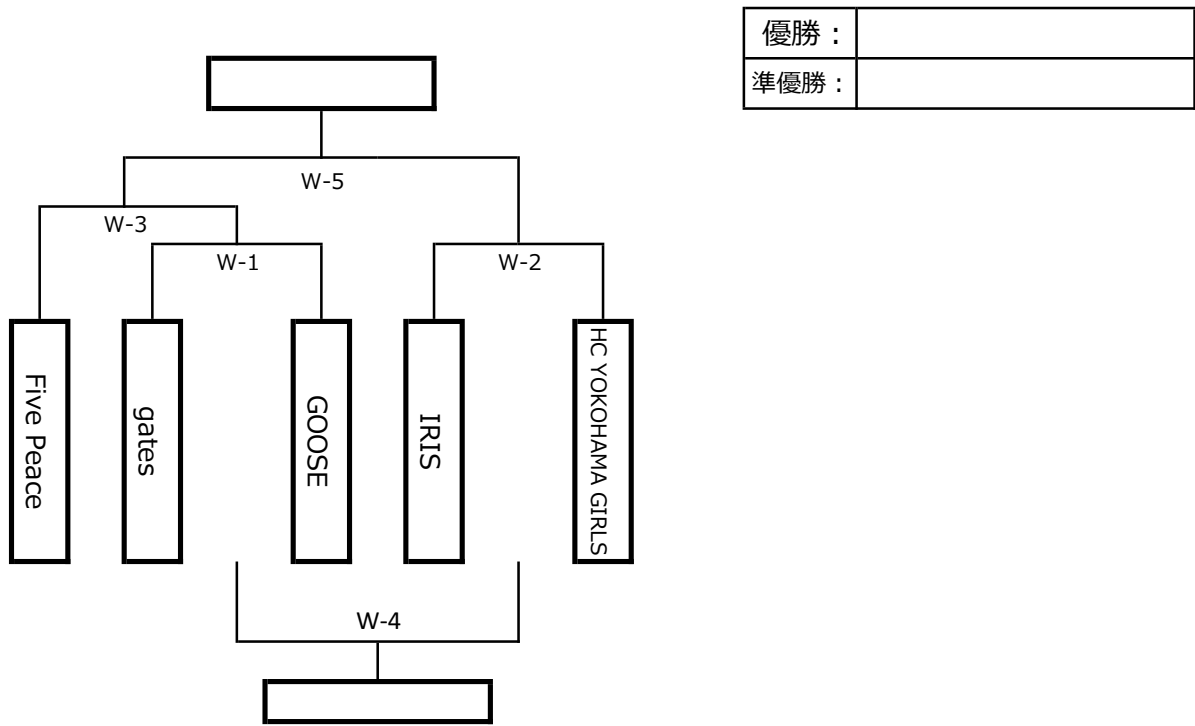 優勝：
準優勝：
W-5
W-3
W-1
W-2
Five Peace
gates
GOOSE
IRIS
HC YOKOHAMA GIRLS
W-4